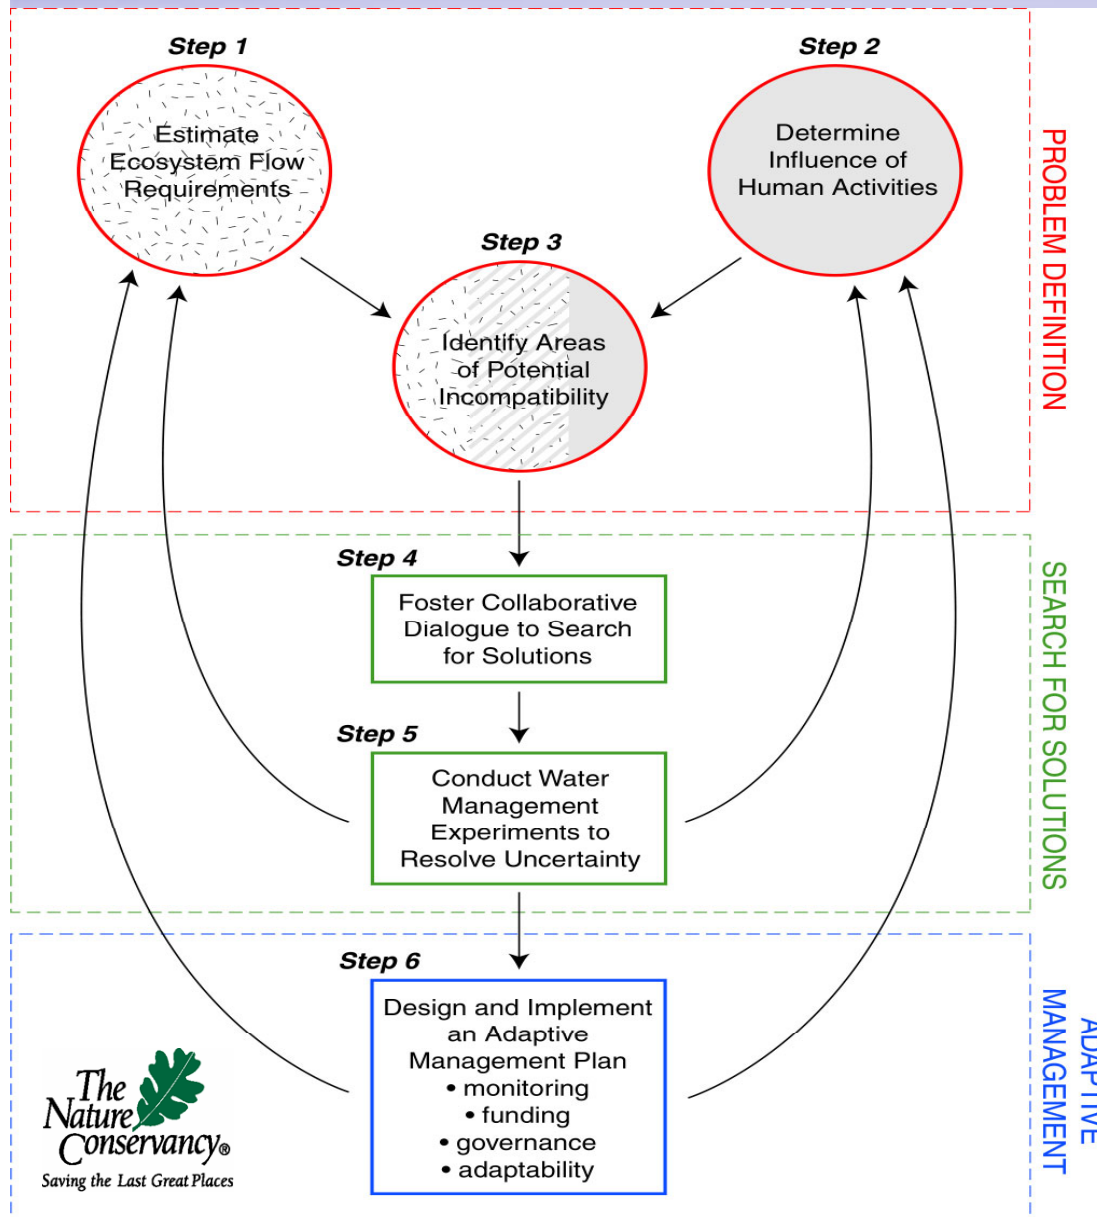 Step 1
Estimate
Ecosystem Flow
Requirements
Step 2
Determine
Influence of
Human Activities
Step 3
Identify Areas
of Potential
Incompatibility
PROBLEM DEFINITION
Step 4
Foster Collaborative
Dialogue to Search
for Solutions
Step 5
Conduct Water
Management
Experiments to
Resolve Uncertainty
SEARCH FOR SOLUTIONS
Step 6
Design and Implement
an Adaptive
Management Plan
• monitoring
• funding
• governance
• adaptability
ADAPTIVE
MANAGEMENT
The
Nature
Conservancy®
Saving the Last Great Places